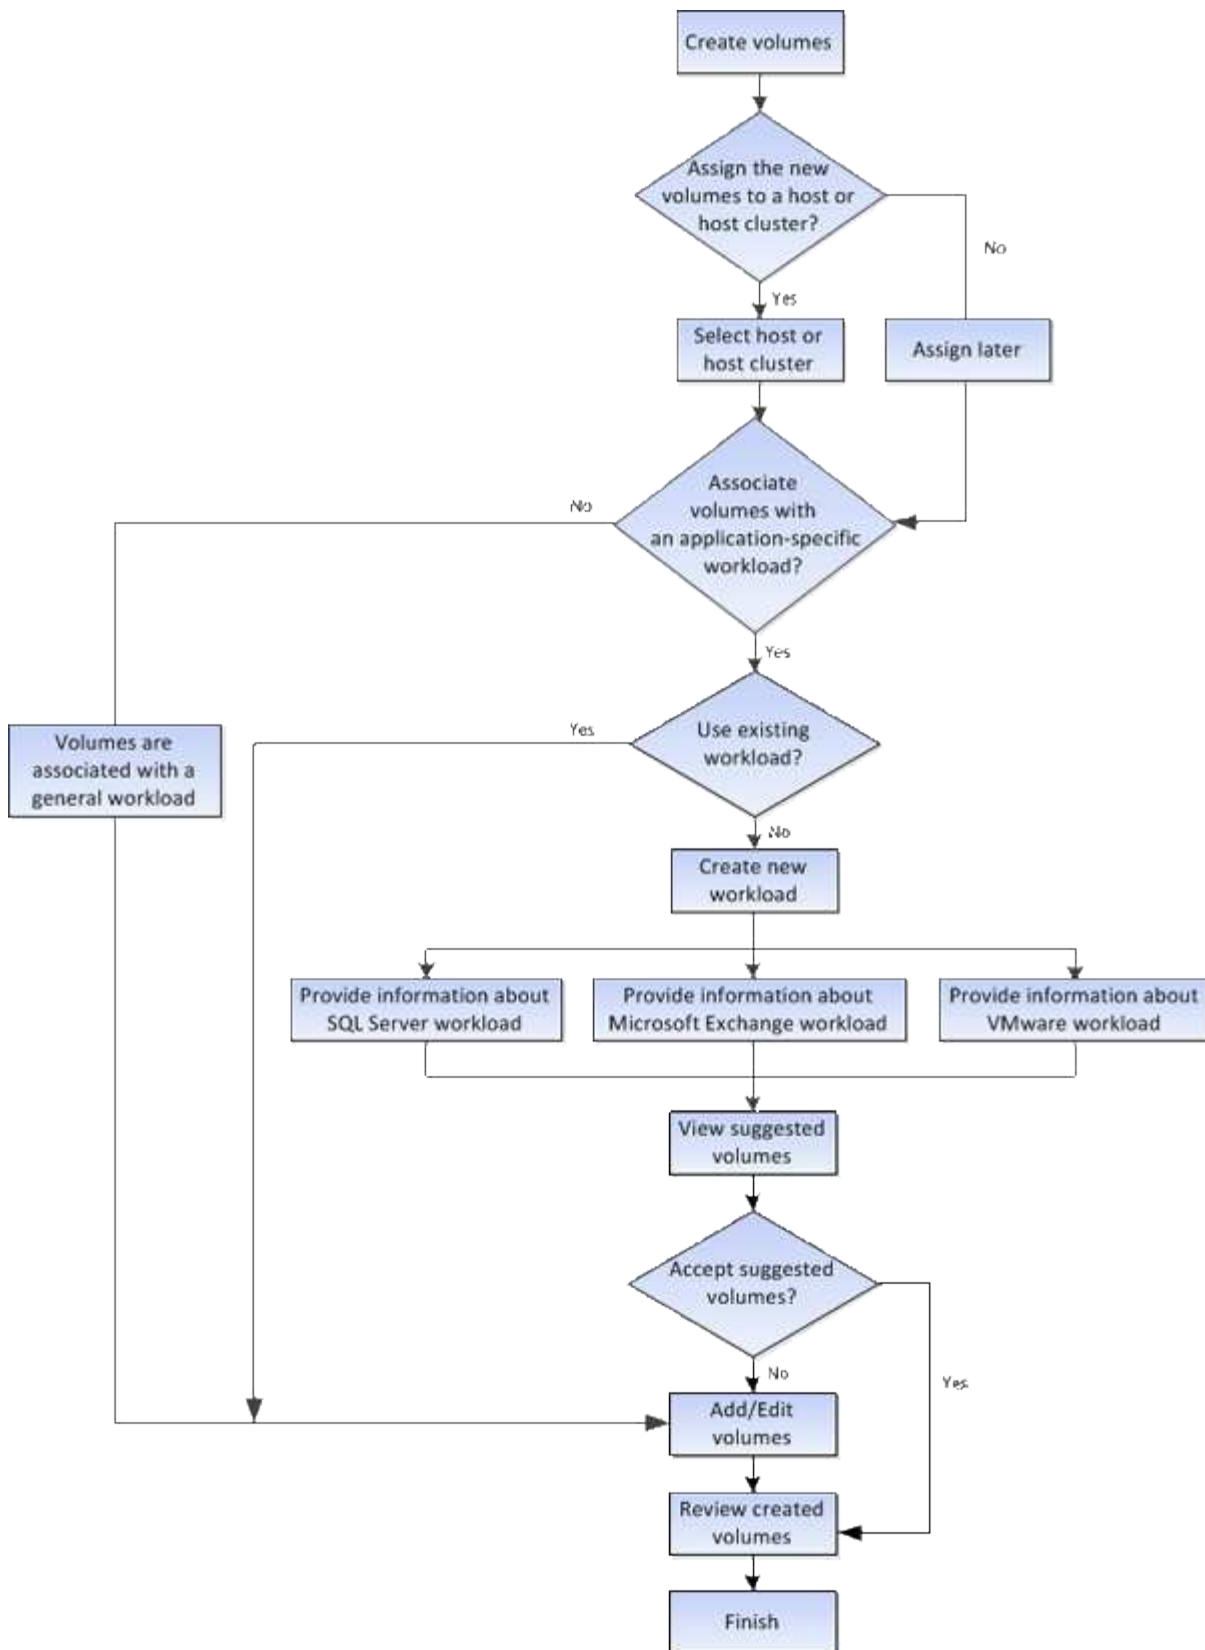 Create volumes
Assign the new
volumes to a host or
host cluster?
No
Yes
Select host or
host cluster
Assign later
Associate
volumes with
an application-specific
workload?
No
Yes
Use existing
workload?
Yes
Volumes are
associated with a
general workload
No
Create new
workload
Provide information about
SQL Server workload
Provide information about
Microsoft Exchange workload
Provide information about
VMware workload
View suggested
volumes
Accept suggested
volumes?
No
Yes
Add/Edit
volumes
Review created
volumes
Finish